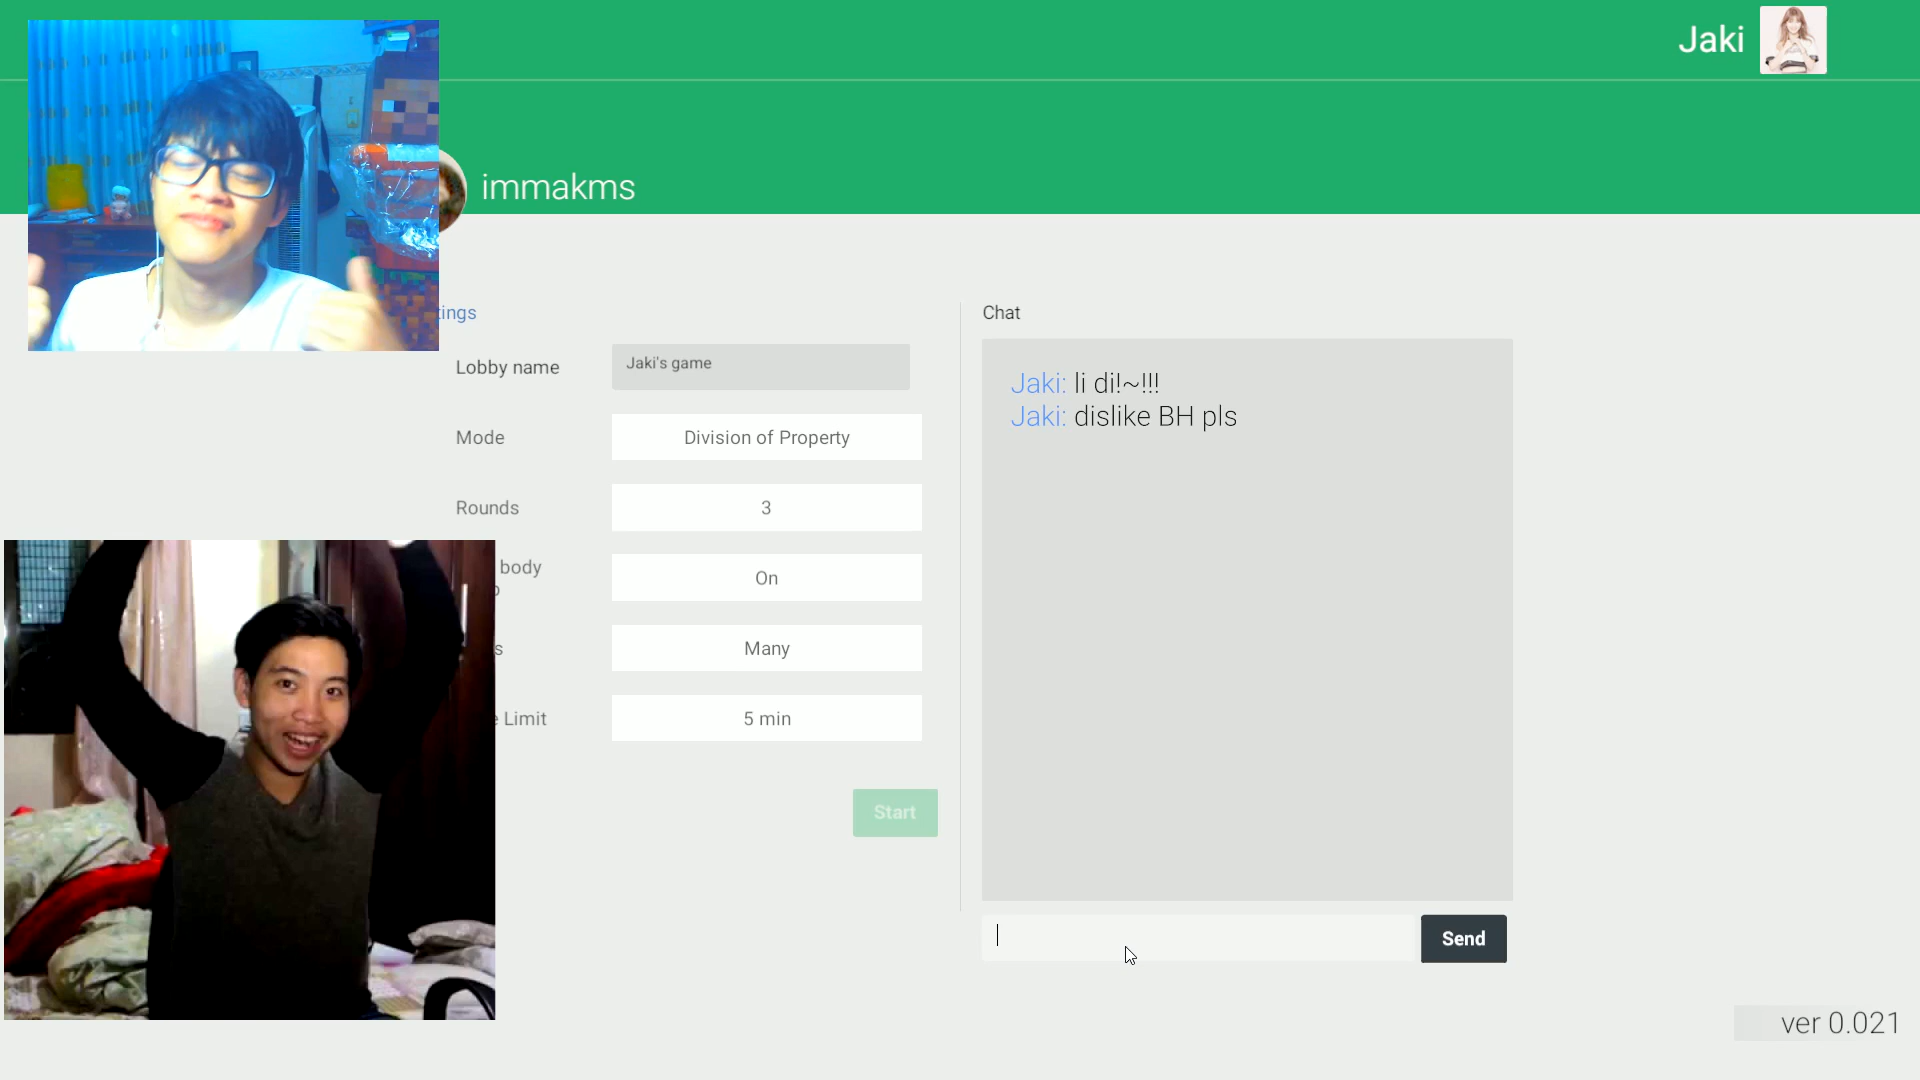 Jaki
immakms
tings
Chat
Lobby name
Jaki's game
Jaki: li di!~!!!
Jaki: dislike BH pls
Mode
Division of Property
Rounds
3
body
On
s
Many
e Limit
5 min
Start
Send
ver 0.021